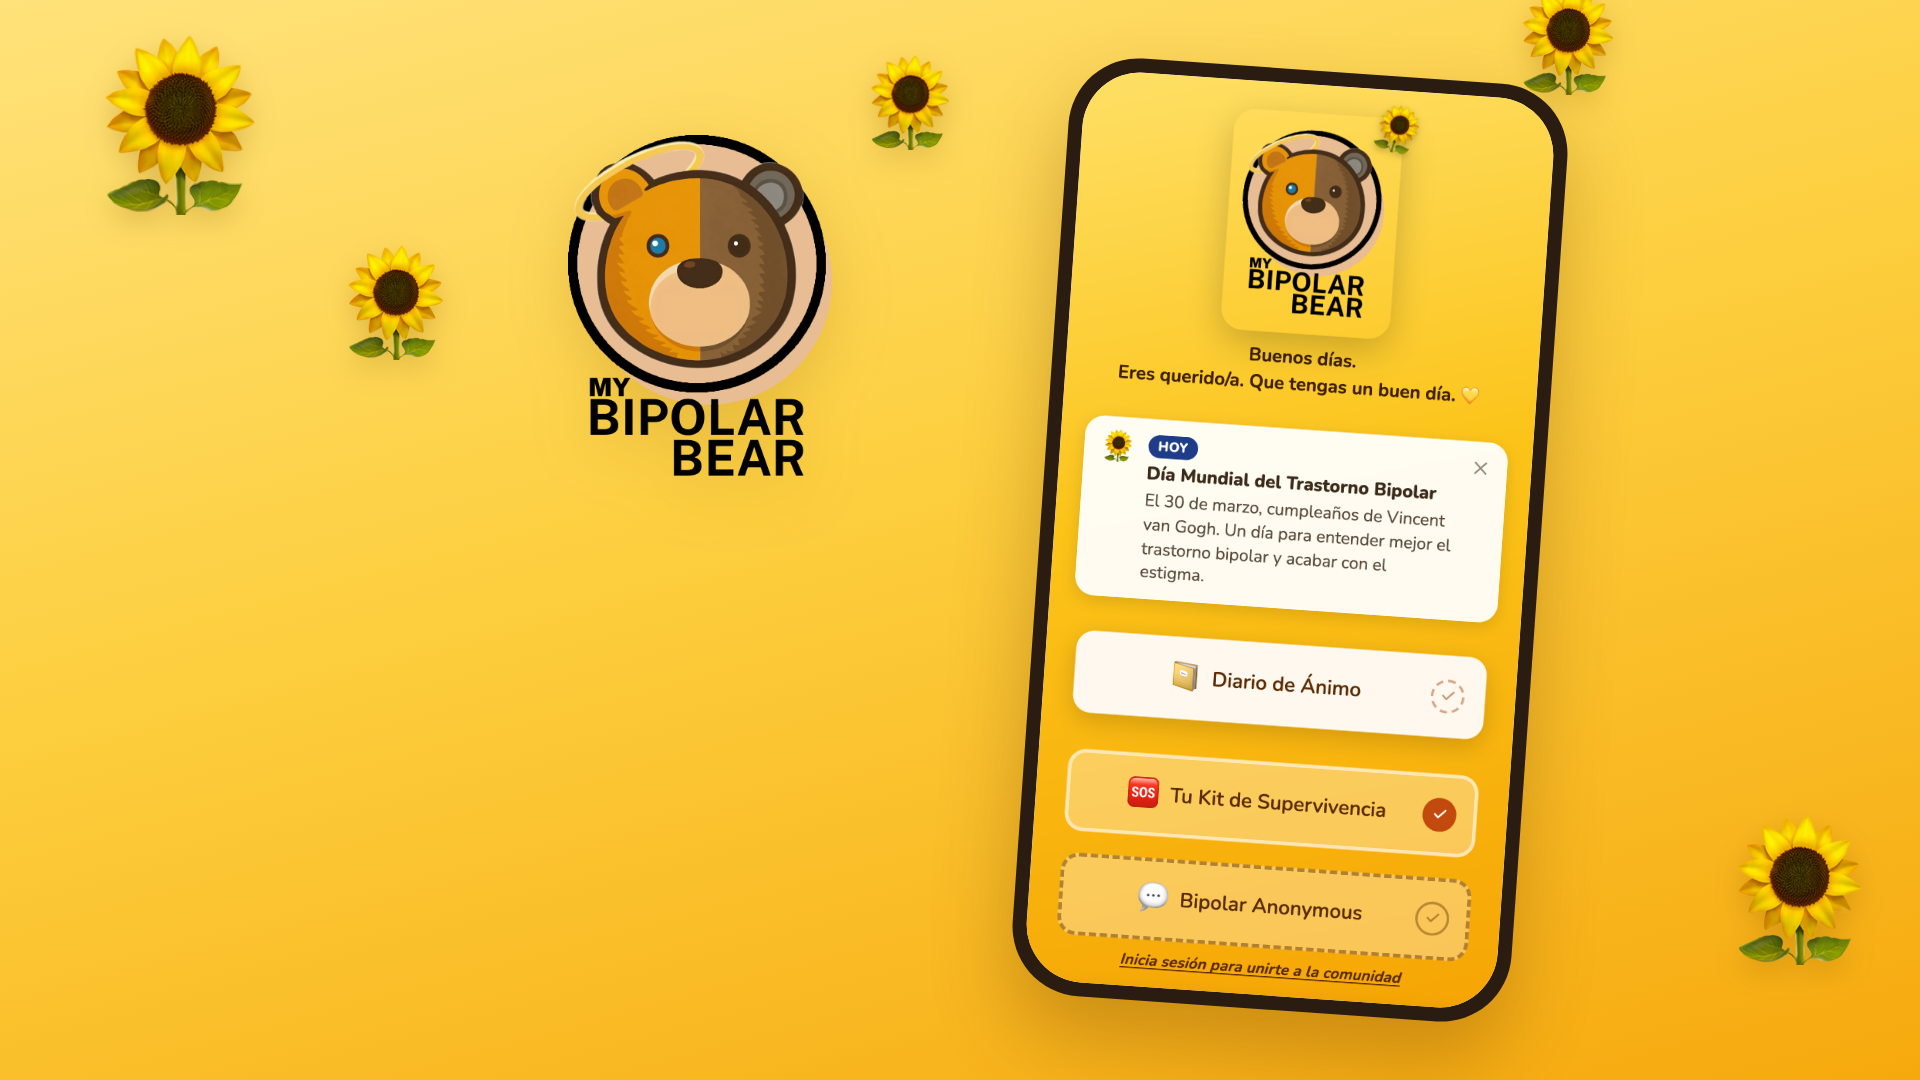 MY
BIPOLAR
BEAR
MY
BIPOLAR
BEAR
Buenos días.
Eres querido/a. Que tengas un buen día. 💛
HOY
Día Mundial del Trastorno Bipolar
El 30 de marzo, cumpleaños de Vincent
van Gogh. Un día para entender mejor el
trastorno bipolar y acabar con el
estigma.
Diario de Ánimo
SOS Tu Kit de Supervivencia
Bipolar Anonymous
Inicia sesión para unirte a la comunidad